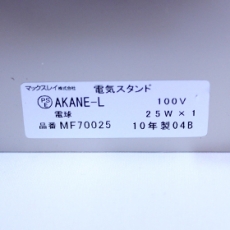 マックスレイ株式会社 電気スタンド
PSE AKANE-L 100V
電球 25W×1
品番 MF70025 10年製04B